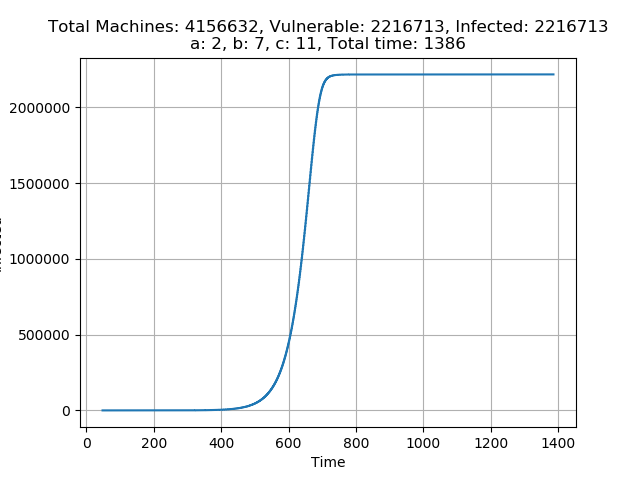 Total Machines: 4156632, Vulnerable: 2216713, Infected: 2216713
a: 2, b: 7, c: 11, Total time: 1386
2000000
1500000
1000000
500000
0
0 200 400 600 800 1000 1200 1400
Time